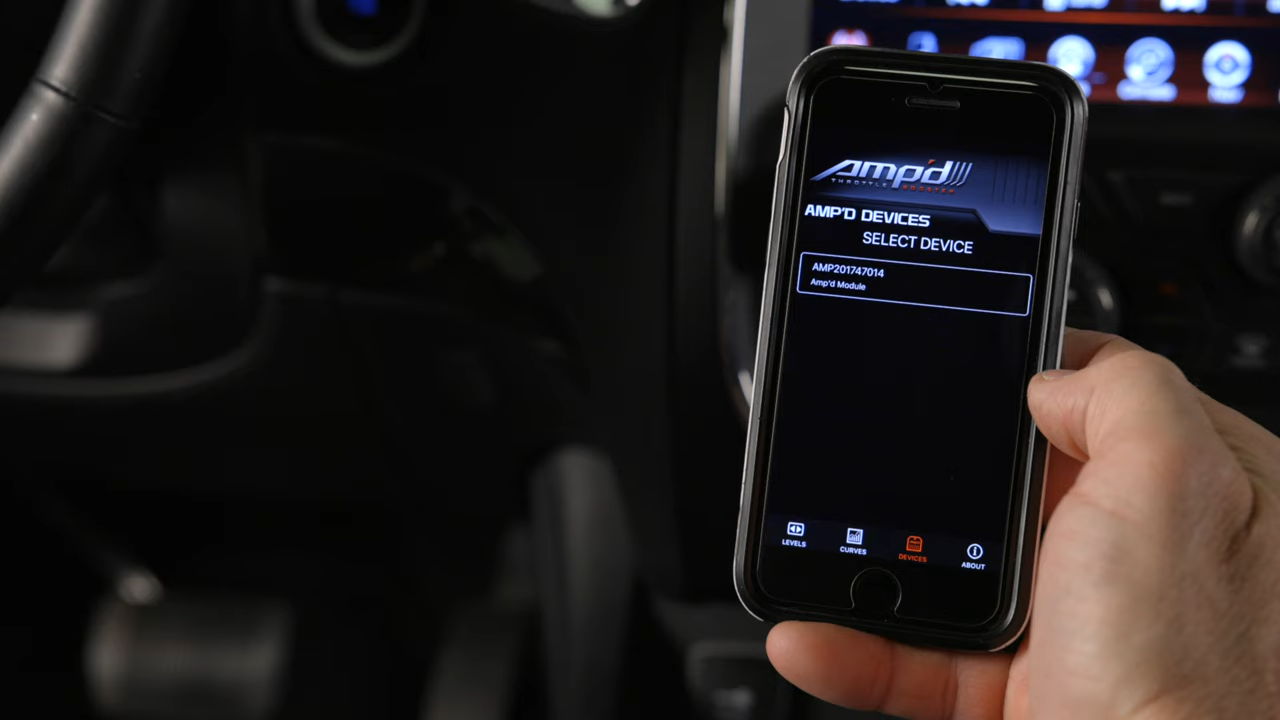 Amp'd
THROTTLE BOOSTER
AMP'D DEVICES
SELECT DEVICE
AMP201747014
Amp'd Module
LEVELS
CURVES
DEVICES
ABOUT